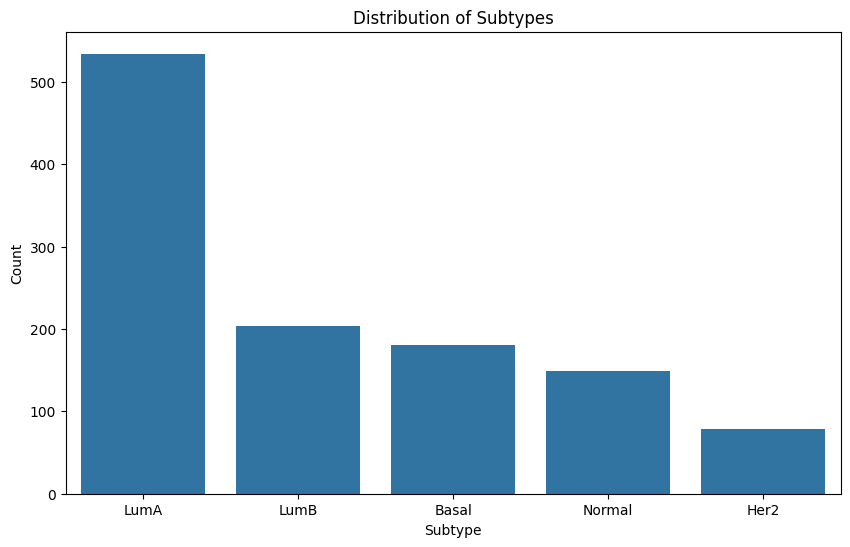 Distribution of Subtypes
Count
500
400
300
200
100
0
LumA LumB Basal Normal Her2
Subtype